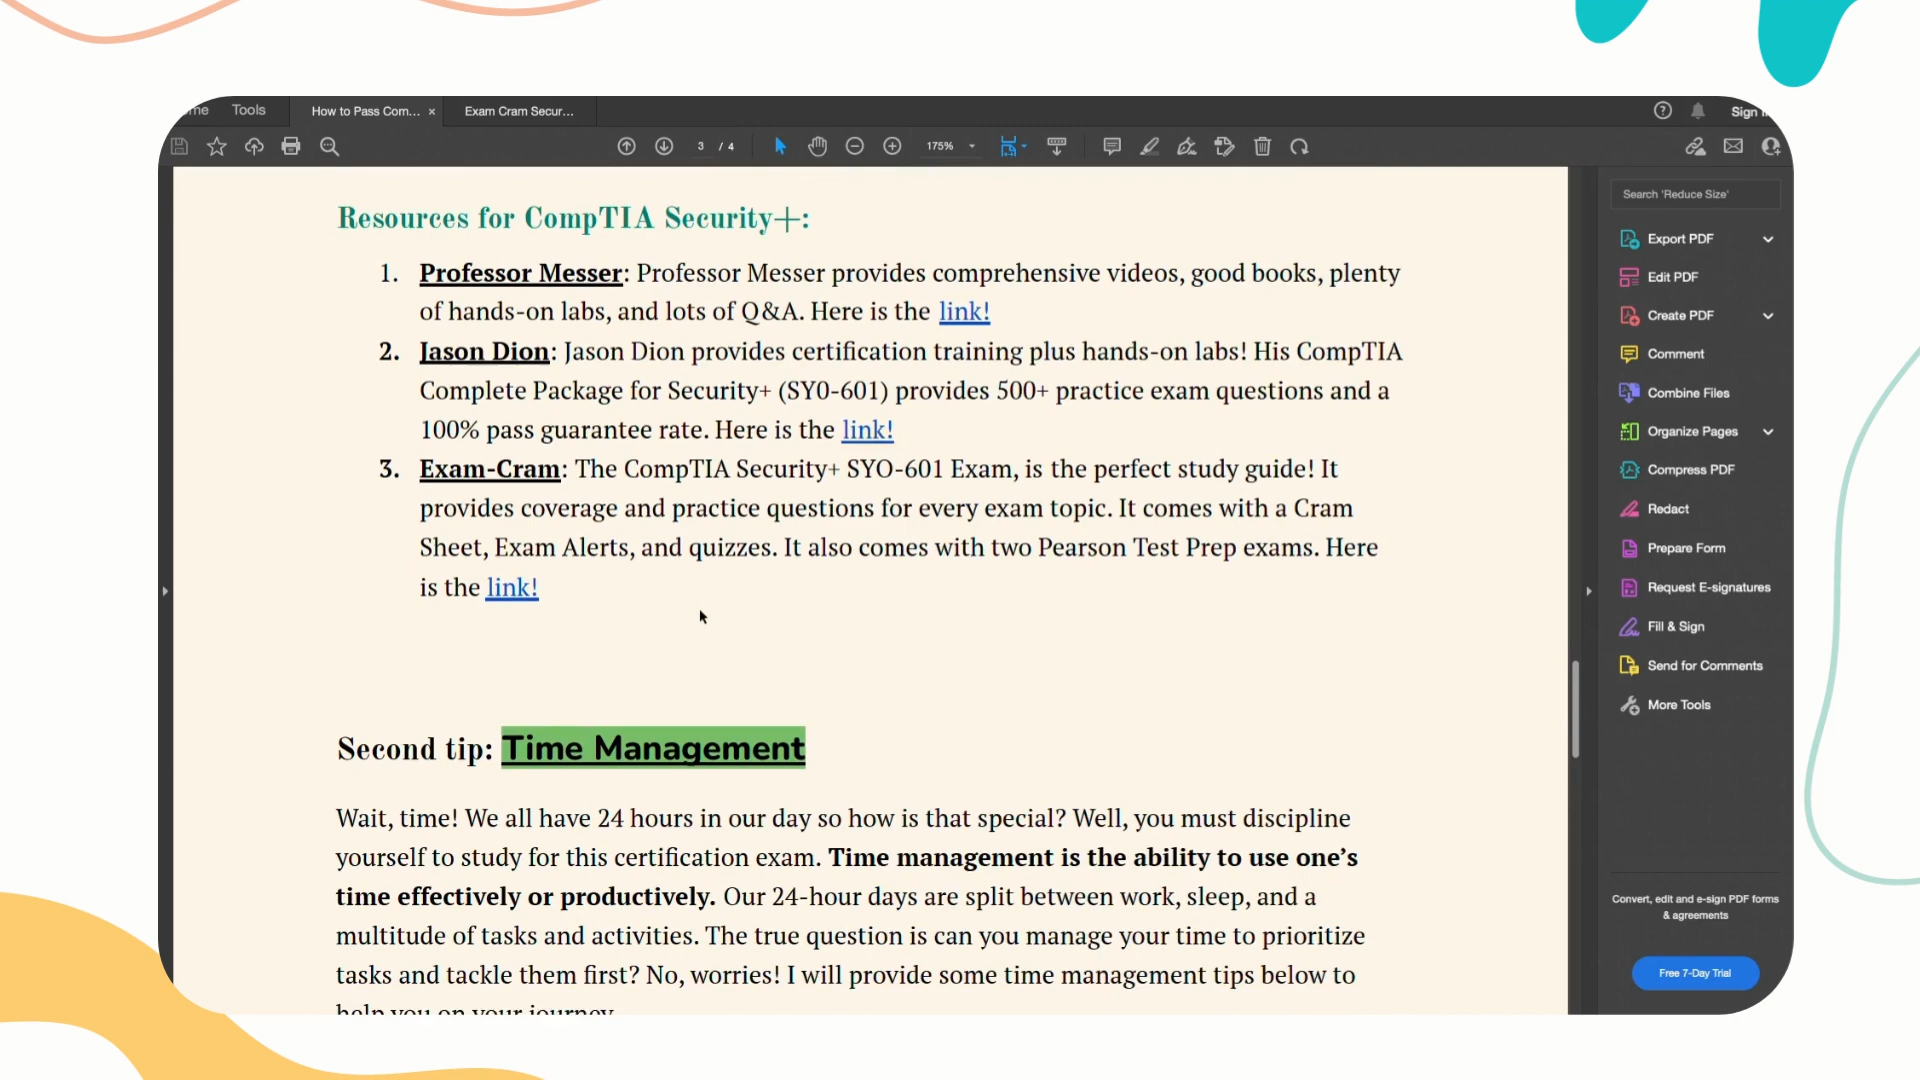 Tools
How to Pass Com... ×
Exam Cram Secur...
Sign
3 / 4
175%
Resources for CompTIA Security+:
1. Professor Messer: Professor Messer provides comprehensive videos, good books, plenty
of hands-on labs, and lots of Q&A. Here is the link!
2. Jason Dion: Jason Dion provides certification training plus hands-on labs! His CompTIA
Complete Package for Security+ (SY0-601) provides 500+ practice exam questions and a
100% pass guarantee rate. Here is the link!
3. Exam-Cram: The CompTIA Security+ SYO-601 Exam, is the perfect study guide! It
provides coverage and practice questions for every exam topic. It comes with a Cram
Sheet, Exam Alerts, and quizzes. It also comes with two Pearson Test Prep exams. Here
is the link!
Second tip: Time Management
Wait, time! We all have 24 hours in our day so how is that special? Well, you must discipline
yourself to study for this certification exam. Time management is the ability to use one’s
time effectively or productively. Our 24-hour days are split between work, sleep, and a
multitude of tasks and activities. The true question is can you manage your time to prioritize
tasks and tackle them first? No, worries! I will provide some time management tips below to
help you on your journey.
Search 'Reduce Size'
Export PDF
Edit PDF
Create PDF
Comment
Combine Files
Organize Pages
Compress PDF
Redact
Prepare Form
Request E-signatures
Fill & Sign
Send for Comments
More Tools
Convert, edit and e-sign PDF forms
& agreements
Free 7-Day Trial